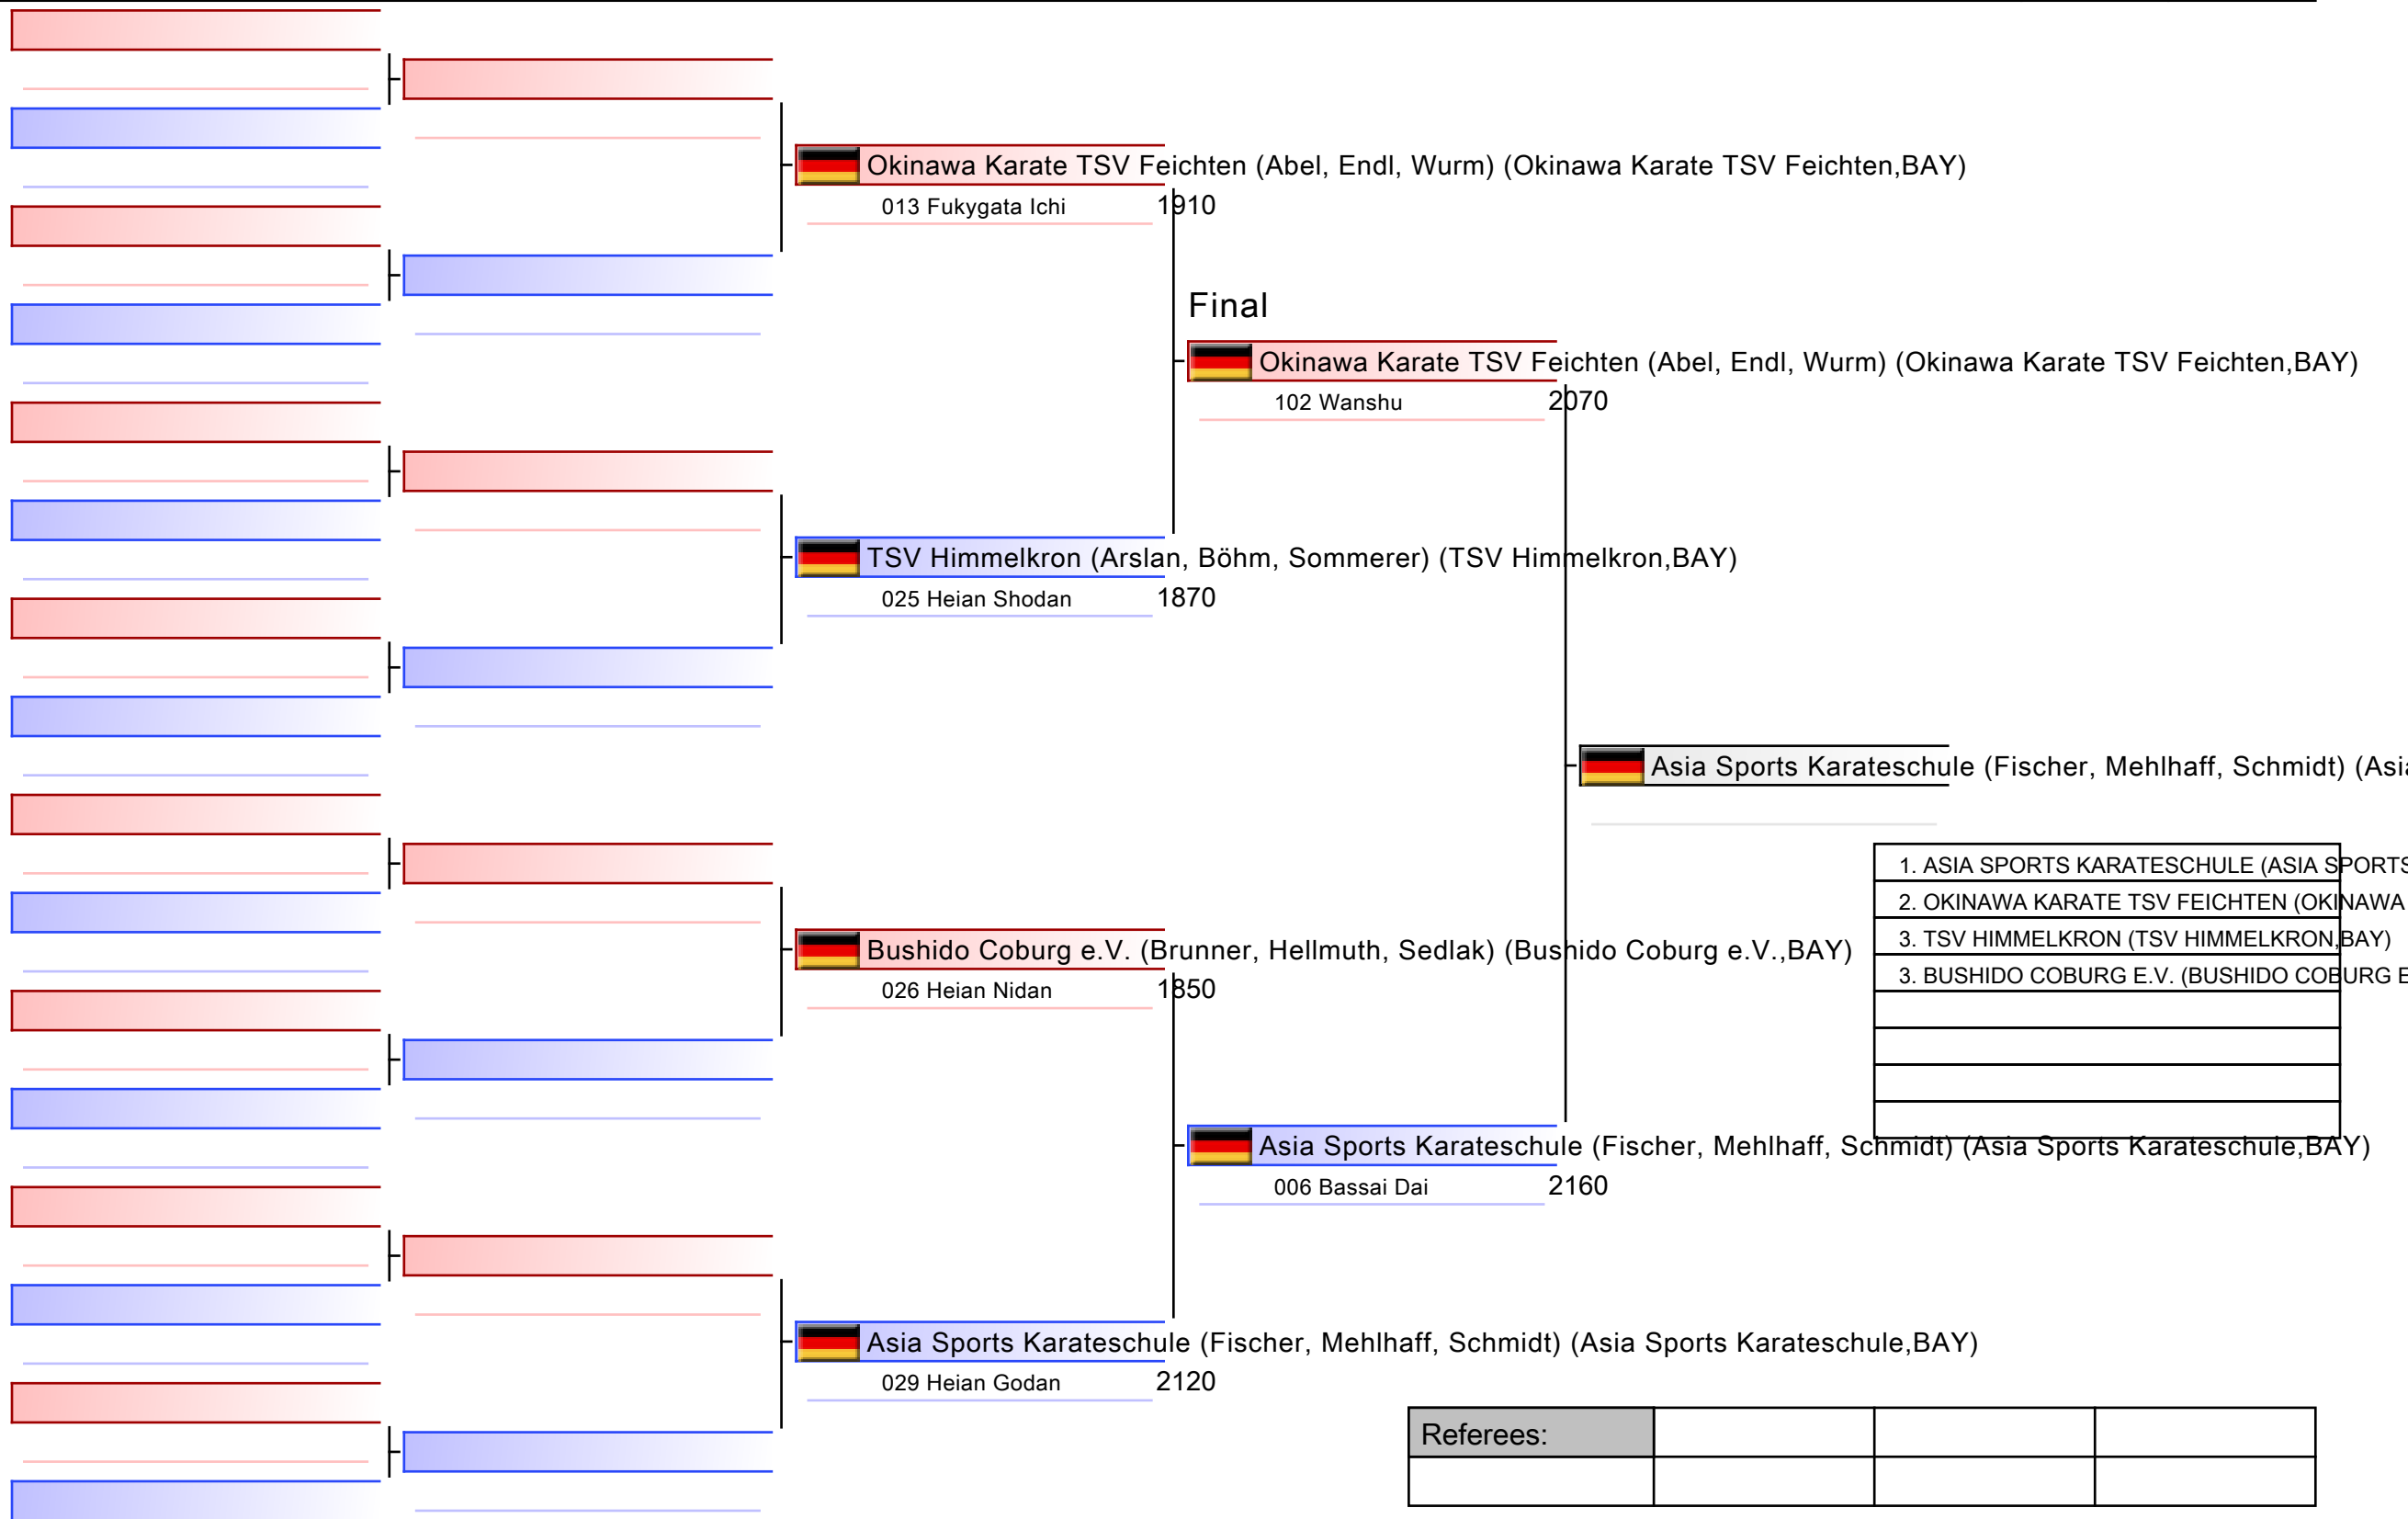 Okinawa Karate TSV Feichten (Abel, Endl, Wurm) (Okinawa Karate TSV Feichten,BAY)
013 Fukygata Ichi 1910
Final
Okinawa Karate TSV Feichten (Abel, Endl, Wurm) (Okinawa Karate TSV Feichten,BAY)
102 Wanshu 2070
TSV Himmelkron (Arslan, Böhm, Sommerer) (TSV Himmelkron,BAY)
025 Heian Shodan 1870
Asia Sports Karateschule (Fischer, Mehlhaff, Schmidt) (Asia
1. ASIA SPORTS KARATESCHULE (ASIA SPORTS
2. OKINAWA KARATE TSV FEICHTEN (OKINAWA
3. TSV HIMMELKRON (TSV HIMMELKRON,BAY)
3. BUSHIDO COBURG E.V. (BUSHIDO COBURG E
Bushido Coburg e.V. (Brunner, Hellmuth, Sedlak) (Bushido Coburg e.V.,BAY)
026 Heian Nidan 1850
Asia Sports Karateschule (Fischer, Mehlhaff, Schmidt) (Asia Sports Karateschule,BAY)
006 Bassai Dai 2160
Asia Sports Karateschule (Fischer, Mehlhaff, Schmidt) (Asia Sports Karateschule,BAY)
029 Heian Godan 2120
Referees: